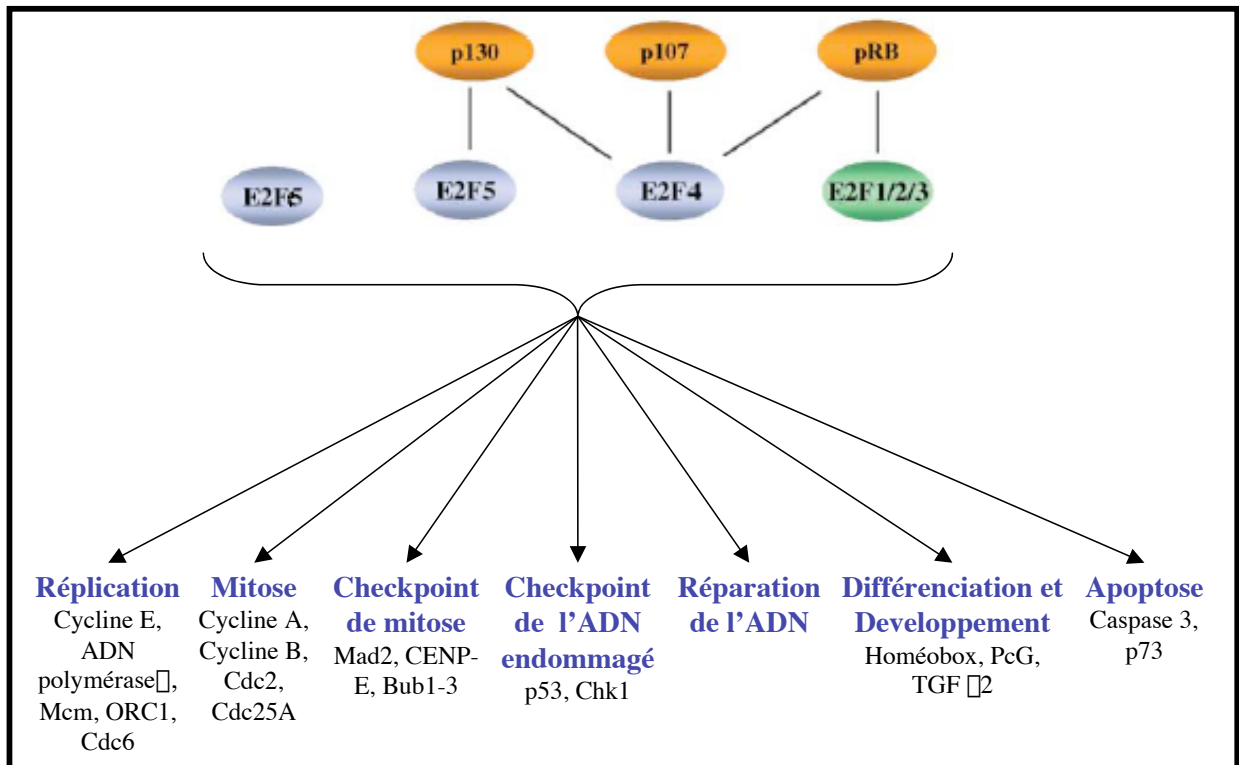 p130
p107
pRB
E2F6
E2F5
E2F4
E2F1/2/3
Réplication
Cycline E,
ADN
polymérase▯,
Mcm, ORC1,
Cdc6
Mitose
Cycline A,
Cycline B,
Cdc2,
Cdc25A
Checkpoint
de mitose
Mad2, CENP-
E, Bub1-3
Checkpoint
de l’ADN
endommagé
p53, Chk1
Réparation
de l’ADN
Différenciation et
Developpement
Homéobox, PcG,
TGF ▯2
Apoptose
Caspase 3,
p73